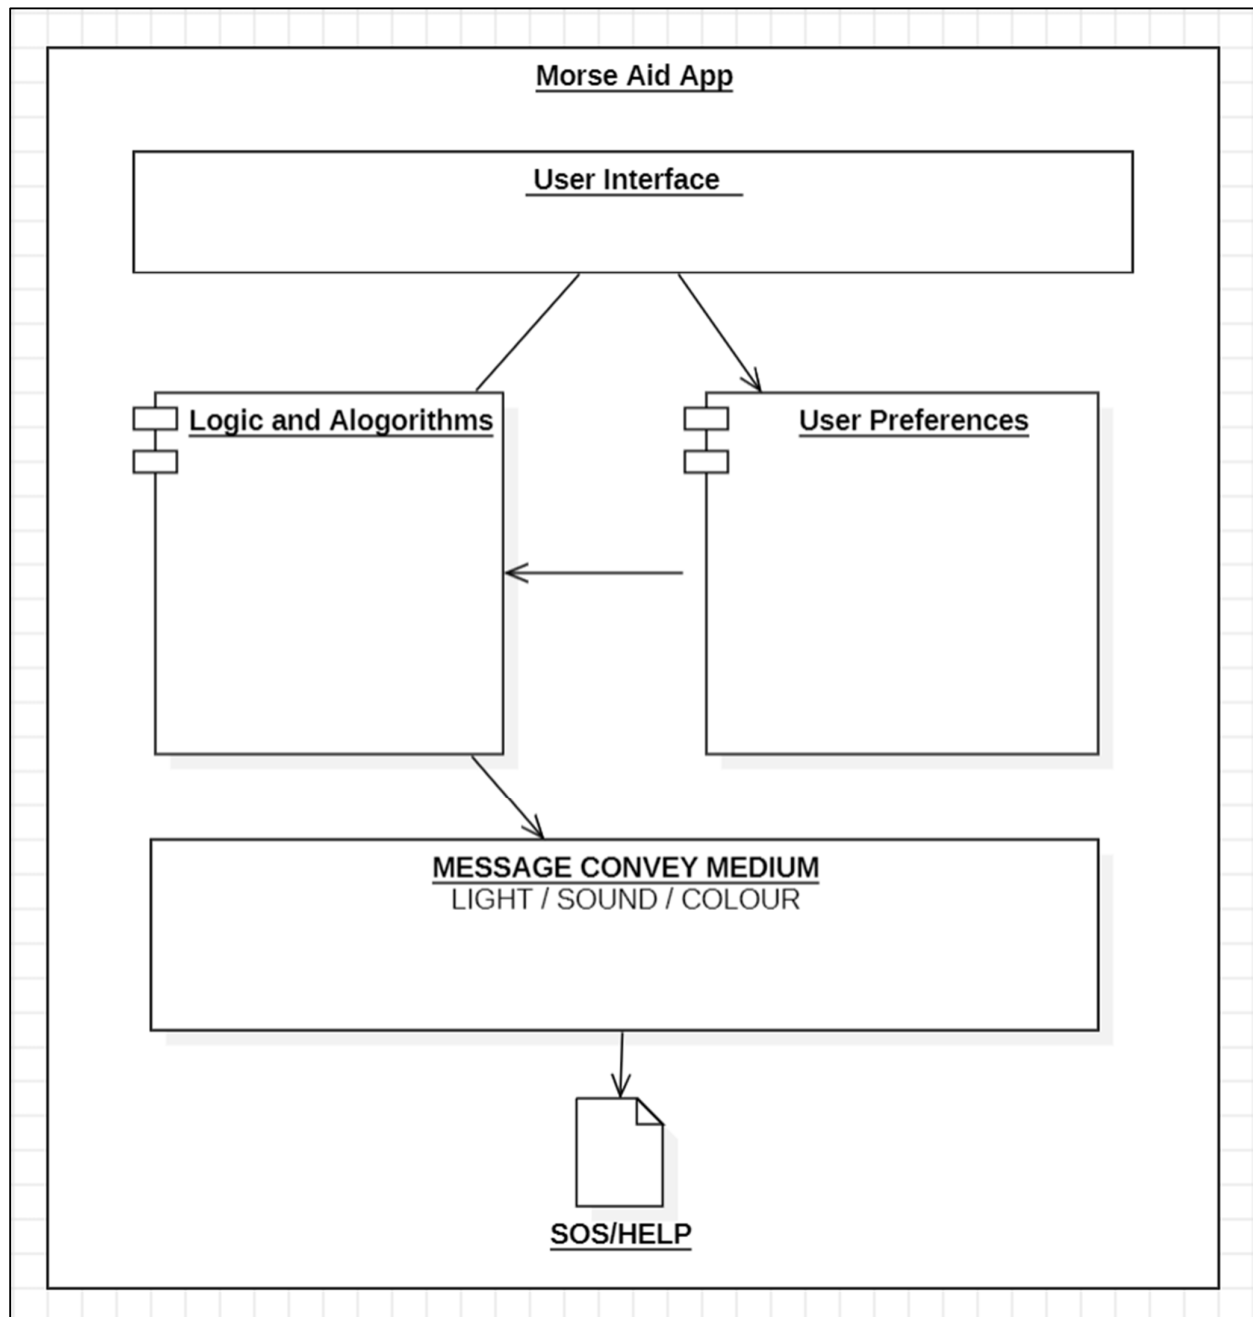 Morse Aid App
User Interface
Logic and Alogorithms
User Preferences
MESSAGE CONVEY MEDIUM
LIGHT / SOUND / COLOUR
SOS/HELP